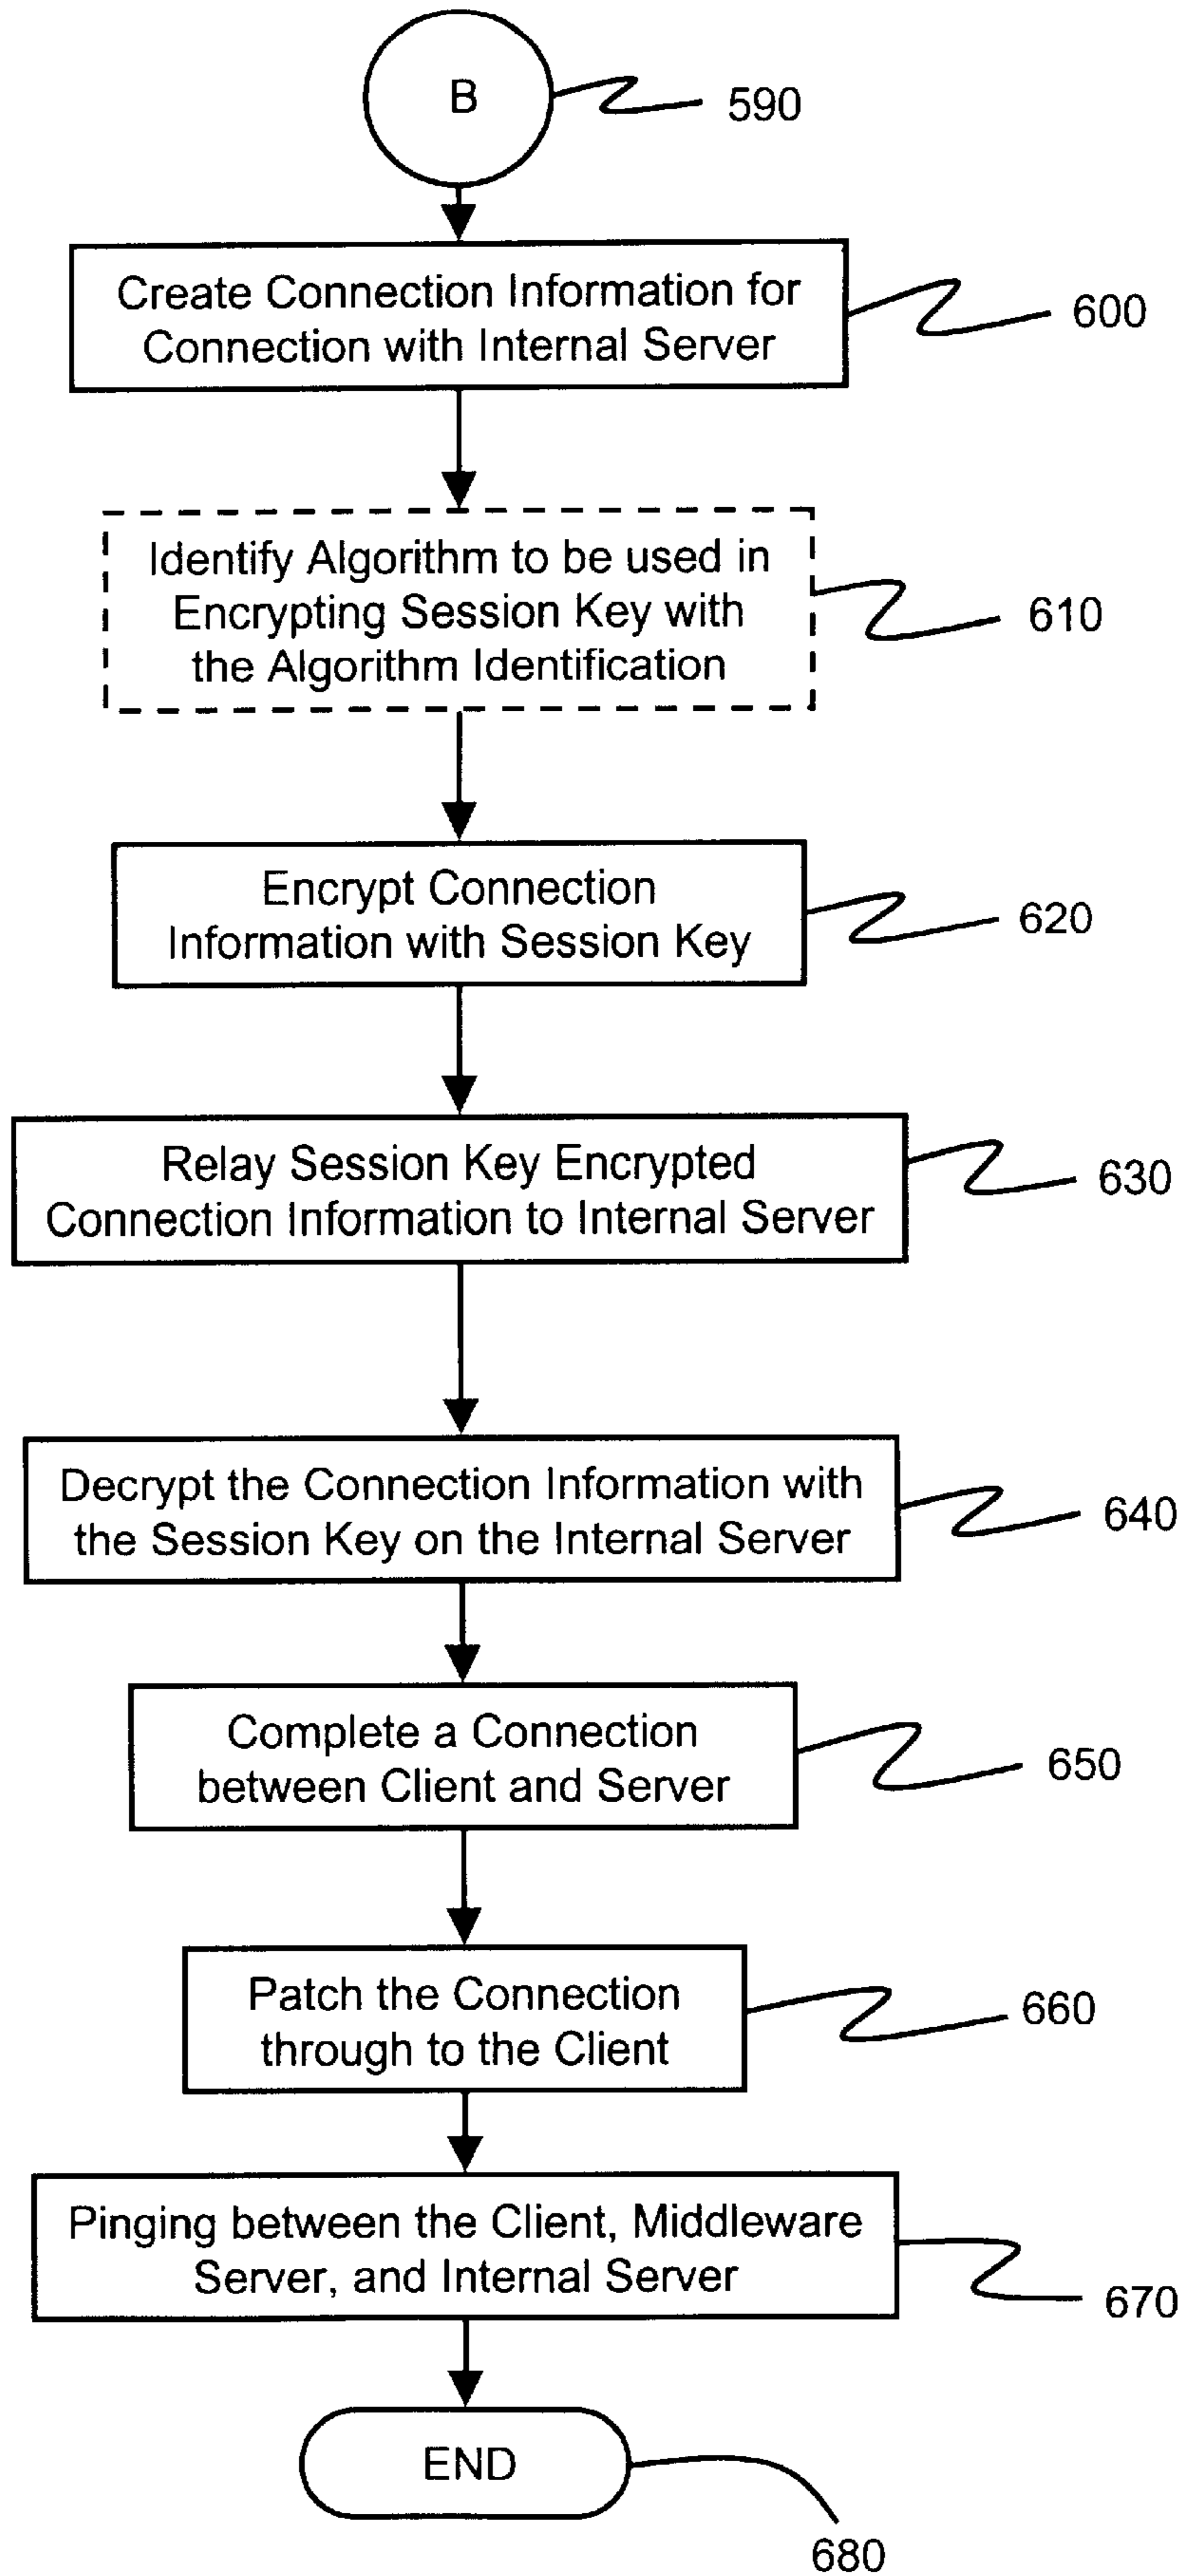 B
590
Create Connection Information for
Connection with Internal Server
600
Identify Algorithm to be used in
Encrypting Session Key with
the Algorithm Identification
610
Encrypt Connection
Information with Session Key
620
Relay Session Key Encrypted
Connection Information to Internal Server
630
Decrypt the Connection Information with
the Session Key on the Internal Server
640
Complete a Connection
between Client and Server
650
Patch the Connection
through to the Client
660
Pinging between the Client, Middleware
Server, and Internal Server
670
END
680